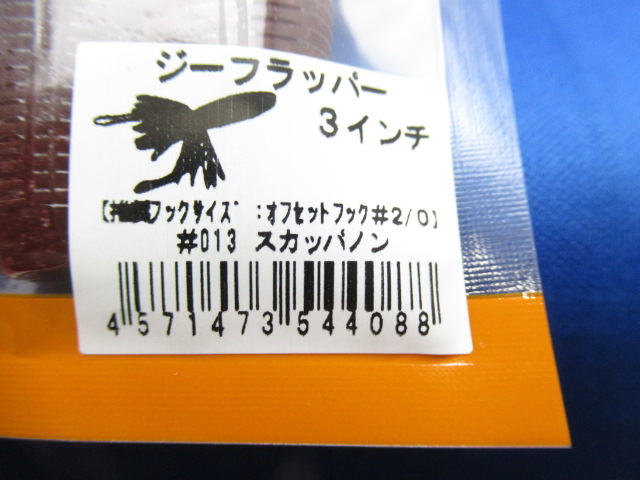 ジーフラッパー
3インチ
フックサイズ :オフセットフック#2/0】
#013 スカッパノン
4571473544088